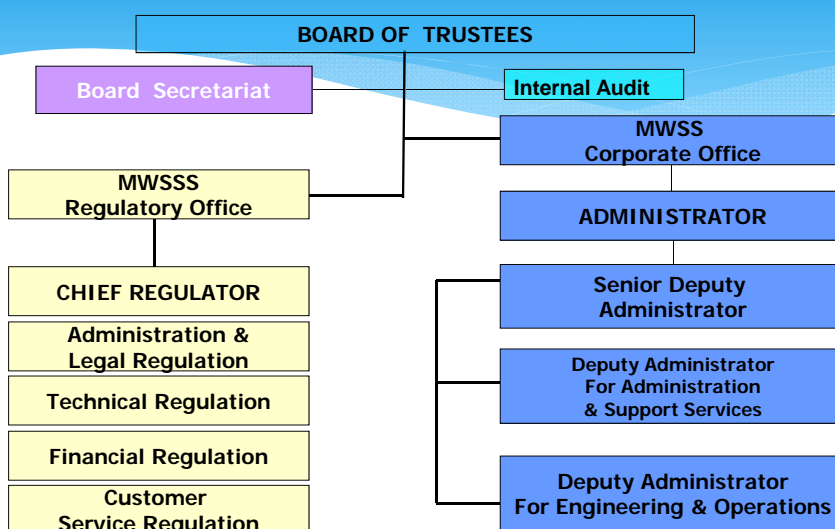 BOARD OF TRUSTEES
Board Secretariat
Internal Audit
MWSS
Corporate Office
MWSSS
Regulatory Office
ADMINISTRATOR
CHIEF REGULATOR
Senior Deputy
Administrator
Administration &
Legal Regulation
Deputy Administrator
For Administration
& Support Services
Technical Regulation
Financial Regulation
Deputy Administrator
For Engineering & Operations
Customer
Service Regulation